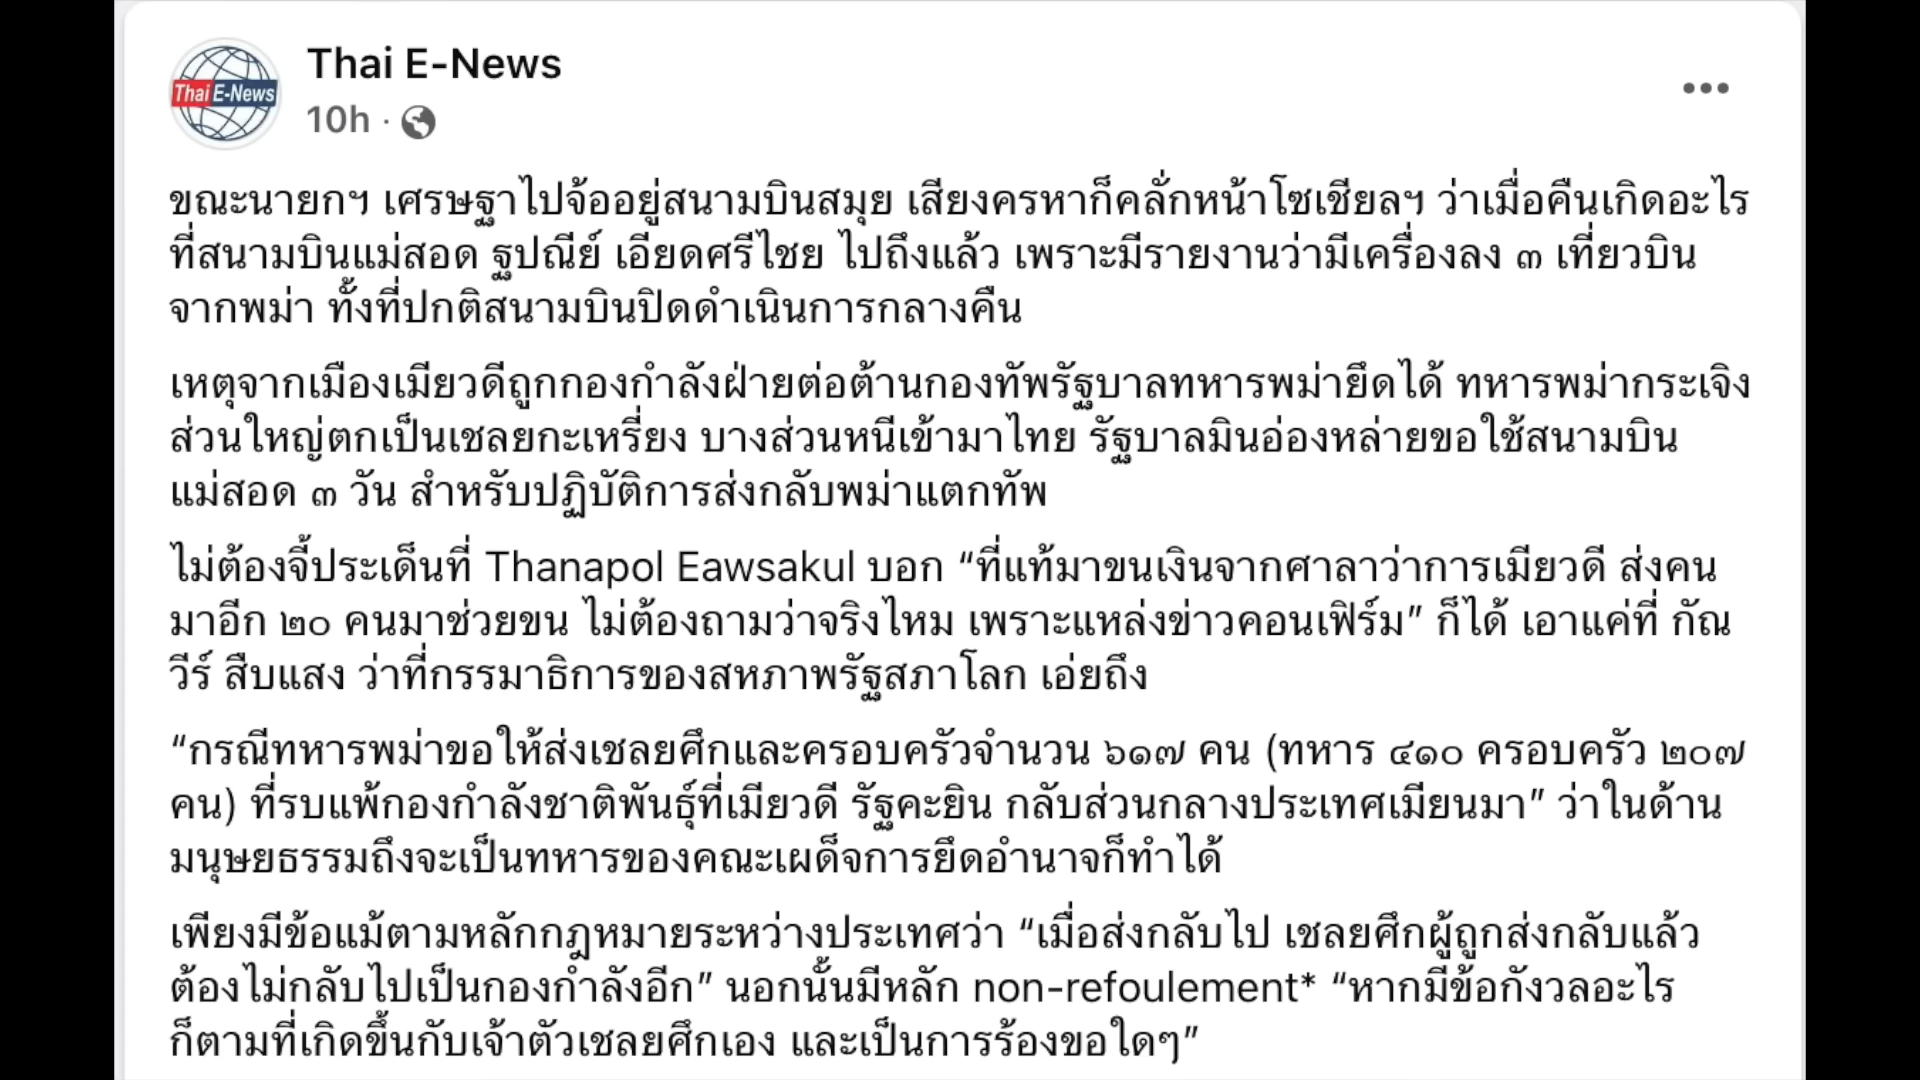 Thai E-News
Thai E-News
10h ·
ขณะนายกฯ เศรษฐาไปจ้ออยู่สนามบินสมุย เสียงครหาก็คลั่กหน้าโซเชียลฯ ว่าเมื่อคืนเกิดอะไร
ที่สนามบินแม่สอด ฐปณีย์ เอียดศรีไชย ไปถึงแล้ว เพราะมีรายงานว่ามีเครื่องลง ๓ เที่ยวบิน
จากพม่า ทั้งที่ปกติสนามบินปิดดำเนินการกลางคืน
เหตุจากเมืองเมียวดีถูกกองกำลังฝ่ายต่อต้านกองทัพรัฐบาลทหารพม่ายึดได้ ทหารพม่ากระเจิง
ส่วนใหญ่ตกเป็นเชลยกะเหรี่ยง บางส่วนหนีเข้ามาไทย รัฐบาลมินอ่องหล่ายขอใช้สนามบิน
แม่สอด ๓ วัน สำหรับปฏิบัติการส่งกลับพม่าแตกทัพ
ไม่ต้องจี้ประเด็นที่ Thanapol Eawsakul บอก “ที่แท้มาขนเงินจากศาลาว่าการเมียวดี ส่งคน
มาอีก ๒๐ คนมาช่วยขน ไม่ต้องถามว่าจริงไหม เพราะแหล่งข่าวคอนเฟิร์ม” ก็ได้ เอาแค่ที่ กัณ
วีร์ สืบแสง ว่าที่กรรมาธิการของสหภาพรัฐสภาโลก เอ่ยถึง
“กรณีทหารพม่าขอให้ส่งเชลยศึกและครอบครัวจำนวน ๖๑๗ คน (ทหาร ๔๑๐ ครอบครัว ๒๐๗
คน) ที่รบแพ้กองกำลังชาติพันธุ์ที่เมียวดี รัฐคะยิน กลับส่วนกลางประเทศเมียนมา” ว่าในด้าน
มนุษยธรรมถึงจะเป็นทหารของคณะเผด็จการยึดอำนาจก็ทำได้
เพียงมีข้อแม้ตามหลักกฎหมายระหว่างประเทศว่า “เมื่อส่งกลับไป เชลยศึกผู้ถูกส่งกลับแล้ว
ต้องไม่กลับไปเป็นกองกำลังอีก” นอกนั้นมีหลัก non-refoulement* “หากมีข้อกังวลอะไร
ก็ตามที่เกิดขึ้นกับเจ้าตัวเชลยศึกเอง และเป็นการร้องขอใดๆ”